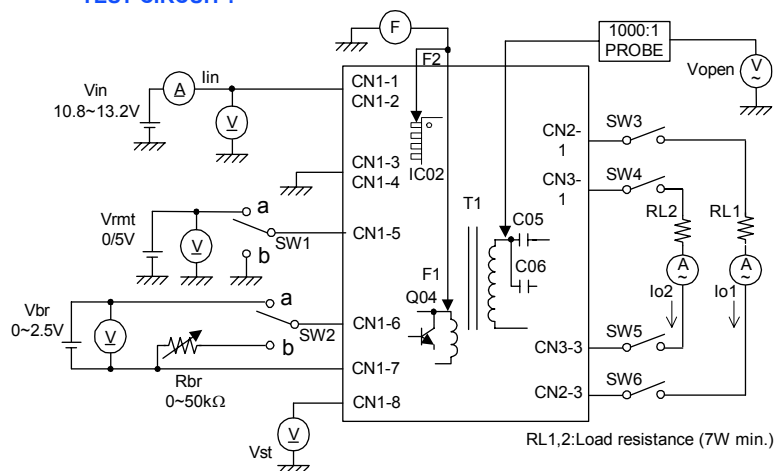 F
1000:1
PROBE
Vopen
V
~
F2
Vin
10.8~13.2V
A
Iin
V
CN1-1
CN1-2
IC02
CN1-3
CN1-4
CN2-
1
SW3
CN3-
1
SW4
T1
C05
C06
RL2
RL1
Vrmt
0/5V
V
a
b
SW1
CN1-5
A
~
A
~
Io2
Io1
F1
Q04
Vbr
0~2.5V
V
a
b
SW2
CN1-6
Rbr
0~50kΩ
CN1-7
CN3-3
SW5
CN2-3
SW6
CN1-8
Vst
V
RL1,2:Load resistance (7W min.)